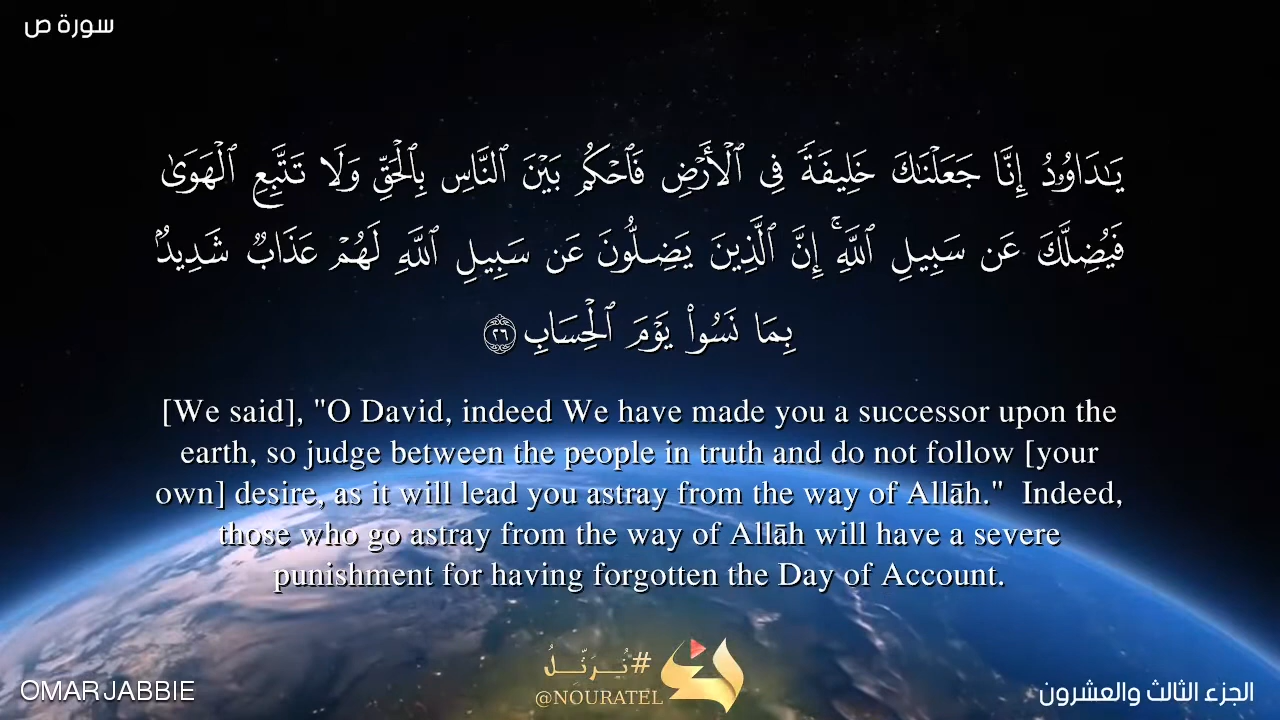 سورة ص
يَـٰدَاوُۥدُ إِنَّا جَعَلْنَـٰكَ خَلِيفَةً فِى ٱلْأَرْضِ فَٱحْكُم بَيْنَ ٱلنَّاسِ بِٱلْحَقِّ وَلَا تَتَّبِعِ ٱلْهَوَىٰ
فَيُضِلَّكَ عَن سَبِيلِ ٱللَّهِ ۚ إِنَّ ٱلَّذِينَ يَضِلُّونَ عَن سَبِيلِ ٱللَّهِ لَهُمْ عَذَابٌ شَدِيدٌۢ
بِمَا نَسُوا۟ يَوْمَ ٱلْحِسَابِ ٢٦
[We said], "O David, indeed We have made you a successor upon the
earth, so judge between the people in truth and do not follow [your
own] desire, as it will lead you astray from the way of Allāh."  Indeed,
those who go astray from the way of Allāh will have a severe
punishment for having forgotten the Day of Account.
#نُرَتِّلُ
@NOURATEL
OMAR JABBIE
الجزء الثالث والعشرون